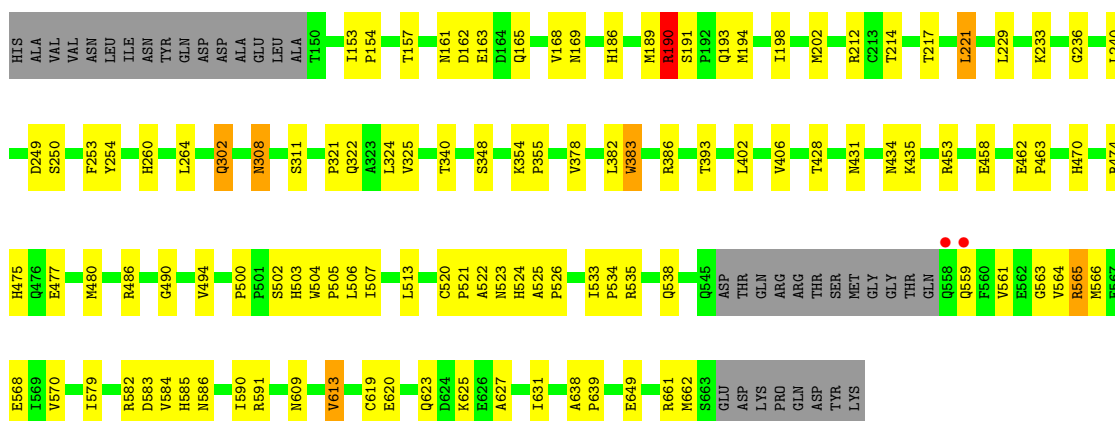 HIS ALA VAL VAL ASN LEU ILE ASN TYR GLN ASP ASP ALA GLU LEU ALA T150 I153 P154 T157 N161 D162 E163 D164 Q165 V168 N169 H186 M189 R190 S191 P192 Q193 M194 I198 M202 R212 C213 T214 T217 L221 L229 K233 G236 L240
D249 S250 F253 Y254 H260 L264 Q302 N308 S311 P321 Q322 A323 L324 V325 T340 S348 K354 P355 V378 L382 W383 R386 T393 L402 V406 T428 N431 N434 K435 R453 E458 E462 P463 H470 R474
H475 Q476 E477 M480 R486 G490 V494 P500 P501 S502 H503 W504 P505 L506 I507 L513 C520 P521 A522 N523 H524 A525 P526 I533 P534 R535 Q538 Q545 ASP THR GLN ARG ARG THR SER MET GLY GLY THR GLN Q558 Q559 F560 V561 E562 G563 V564 R565 M566 E567
E568 I569 V570 I579 R582 D583 V584 H585 N586 I590 R591 N609 V613 C619 E620 Q623 D624 K625 E626 A627 I631 A638 P639 E649 R661 M662 S663 GLU ASP LYS PRO GLN ASP TYR LYS